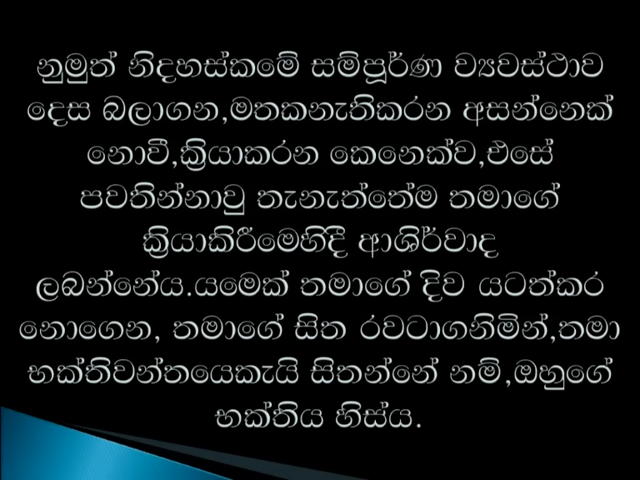 නුමුත් නිදහස්කමේ සම්පූර්ණ ව්‍යවස්ථාව
දෙස බලාගන,මතකනැතිකරන අසන්නෙක්
නොවී,ක්‍රියාකරන කෙනෙක්ව,එසේ
පවතින්නාවු තැනැත්තේම තමාගේ
ක්‍රියාකිරීමෙහිදී ආශිර්වාද
ලබන්නේය.යමෙක් තමාගේ දිව යටත්කර
නොගෙන, තමාගේ සිත රවටාගනිමින්,තමා
භක්තිවන්තයෙකැයි සිතන්නේ නම්,ඔහුගේ
භක්තිය හිස්ය.